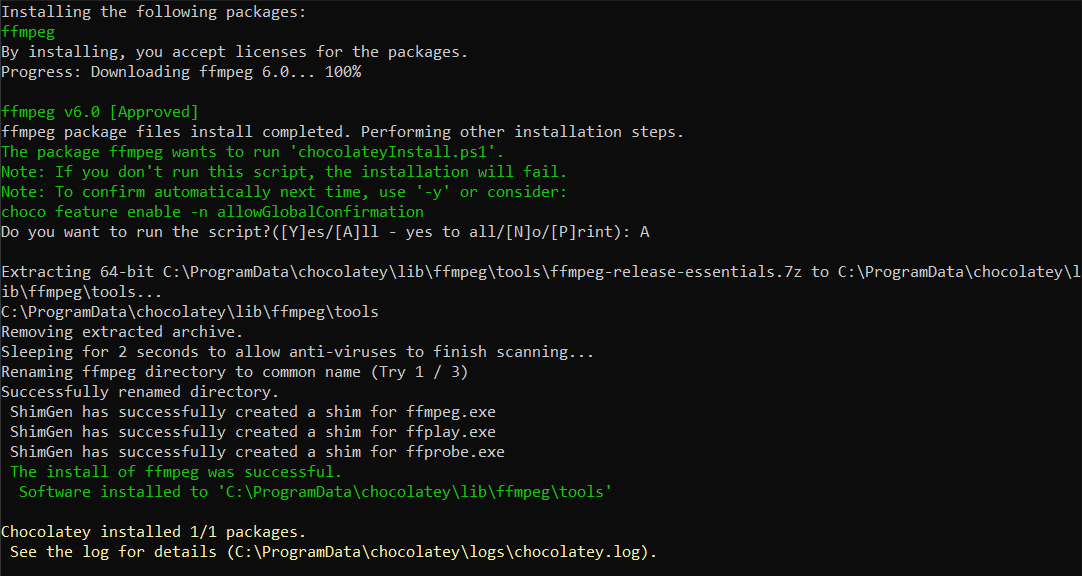 Installing the following packages:
ffmpeg
By installing, you accept licenses for the packages.
Progress: Downloading ffmpeg 6.0... 100%
ffmpeg v6.0 [Approved]
ffmpeg package files install completed. Performing other installation steps.
The package ffmpeg wants to run 'chocolateyInstall.ps1'.
Note: If you don't run this script, the installation will fail.
Note: To confirm automatically next time, use '-y' or consider:
choco feature enable -n allowGlobalConfirmation
Do you want to run the script?([Y]es/[A]ll - yes to all/[N]o/[P]rint): A
Extracting 64-bit C:\ProgramData\chocolatey\lib\ffmpeg\tools\ffmpeg-release-essentials.7z to C:\ProgramData\chocolatey\l
ib\ffmpeg\tools...
C:\ProgramData\chocolatey\lib\ffmpeg\tools
Removing extracted archive.
Sleeping for 2 seconds to allow anti-viruses to finish scanning...
Renaming ffmpeg directory to common name (Try 1 / 3)
Successfully renamed directory.
ShimGen has successfully created a shim for ffmpeg.exe
ShimGen has successfully created a shim for ffplay.exe
ShimGen has successfully created a shim for ffprobe.exe
The install of ffmpeg was successful.
Software installed to 'C:\ProgramData\chocolatey\lib\ffmpeg\tools'
Chocolatey installed 1/1 packages.
See the log for details (C:\ProgramData\chocolatey\logs\chocolatey.log).